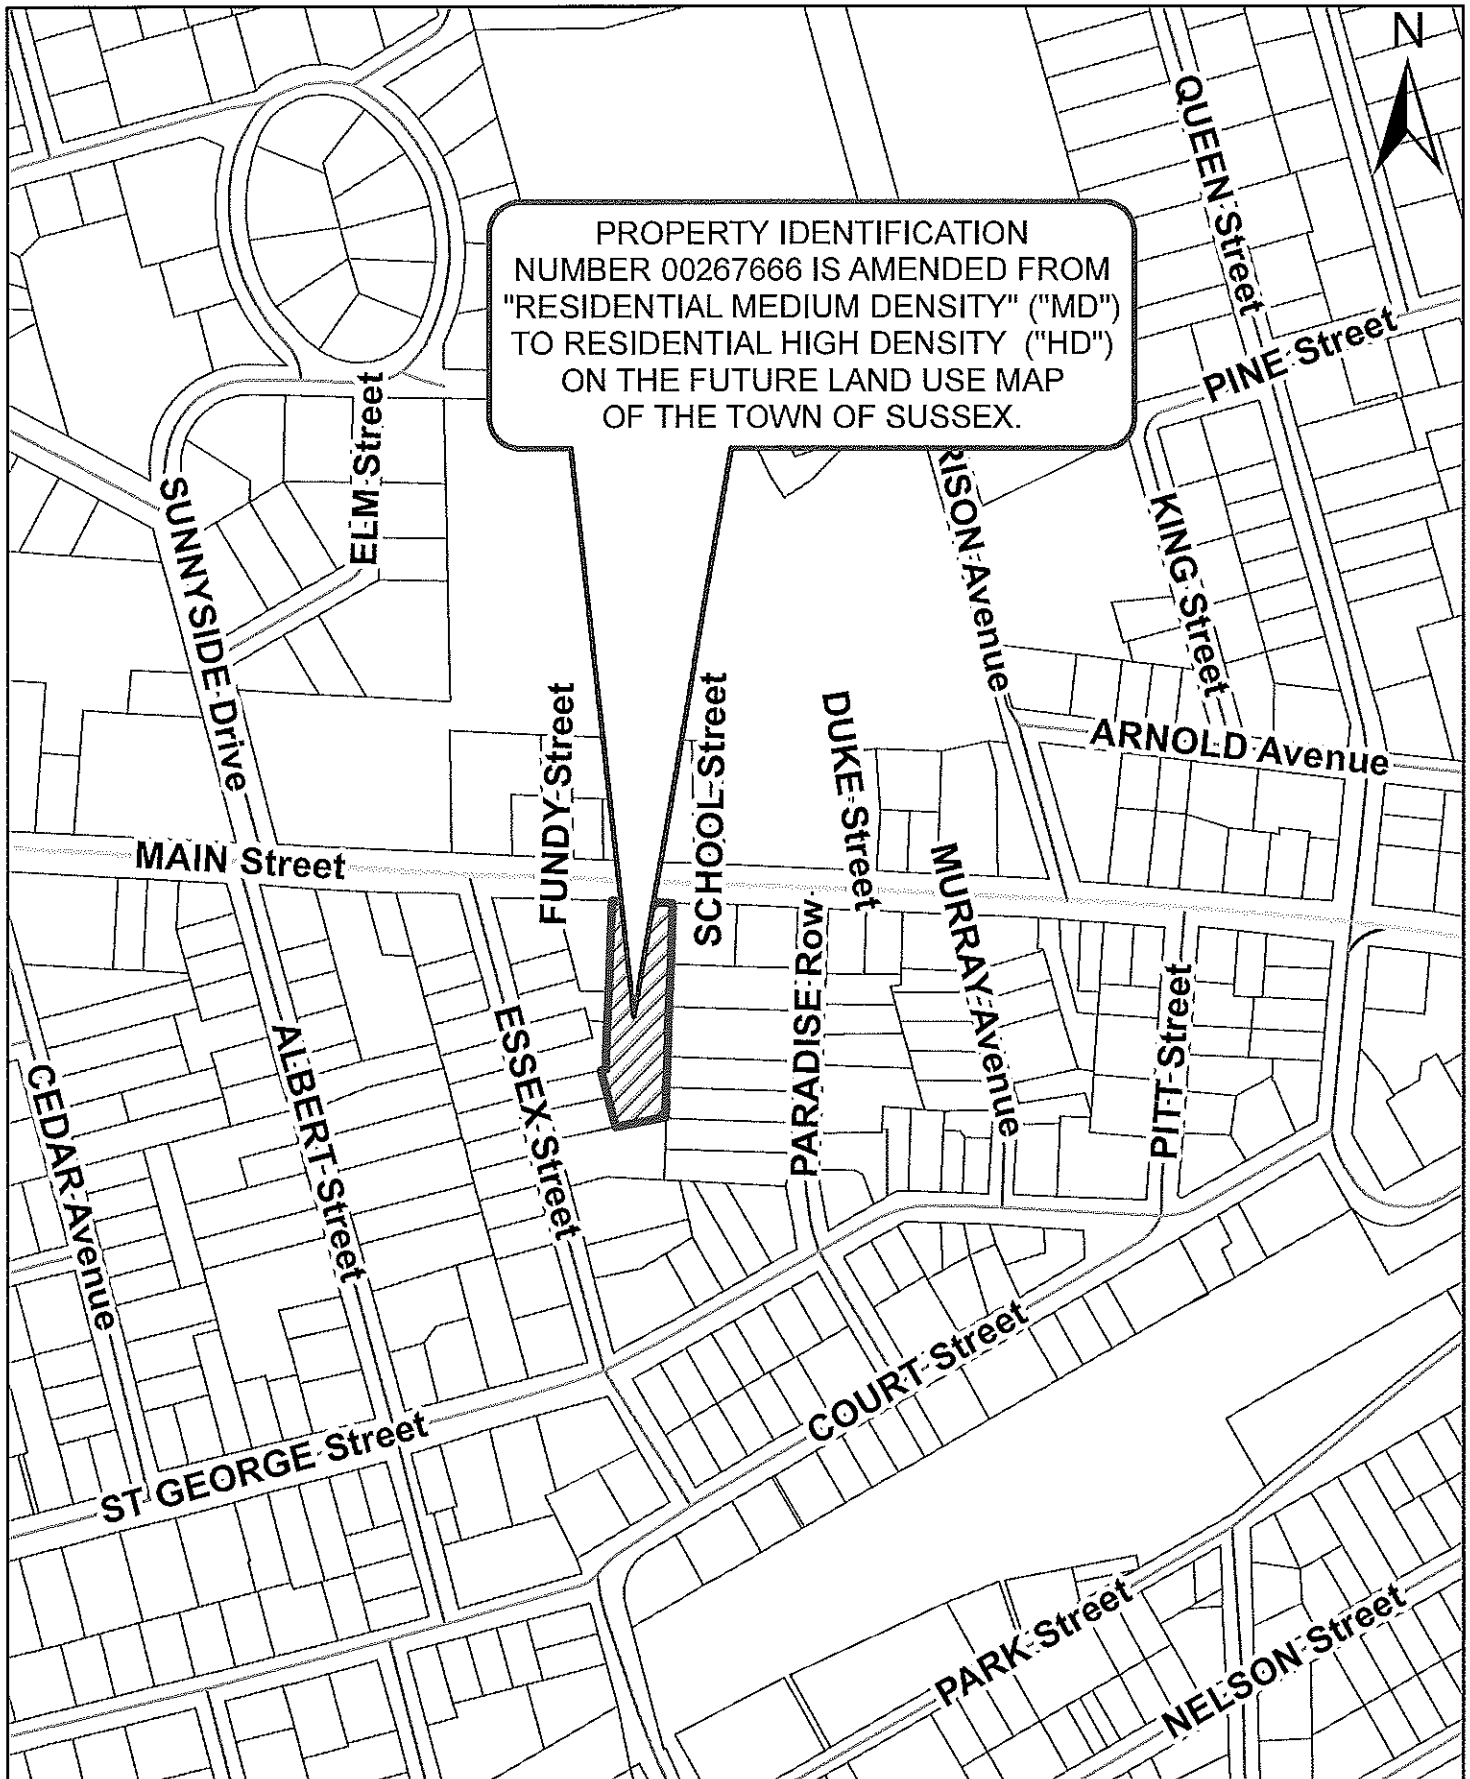 N
QUEEN Street
PROPERTY IDENTIFICATION
NUMBER 00267666 IS AMENDED FROM
"RESIDENTIAL MEDIUM DENSITY" ("MD")
TO RESIDENTIAL HIGH DENSITY ("HD")
ON THE FUTURE LAND USE MAP
OF THE TOWN OF SUSSEX.
PINE Street
ELM Street
SUNNYSIDE Drive
RISON Avenue
KING Street
FUNDY Street
SCHOOL Street
DUKE Street
ARNOLD Avenue
MAIN Street
MURRAY Avenue
PARADISE Row
PITT Street
ESSEX Street
ALBERT Street
CEDAR Avenue
COURT Street
ST GEORGE Street
PARK Street
NELSON Street